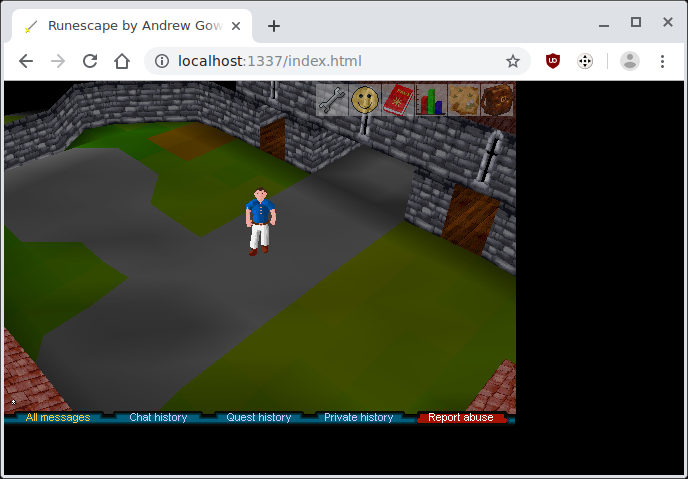 Runescape by Andrew Gow
localhost:1337/index.html
All messages
Chat history
Quest history
Private history
Report abuse
*